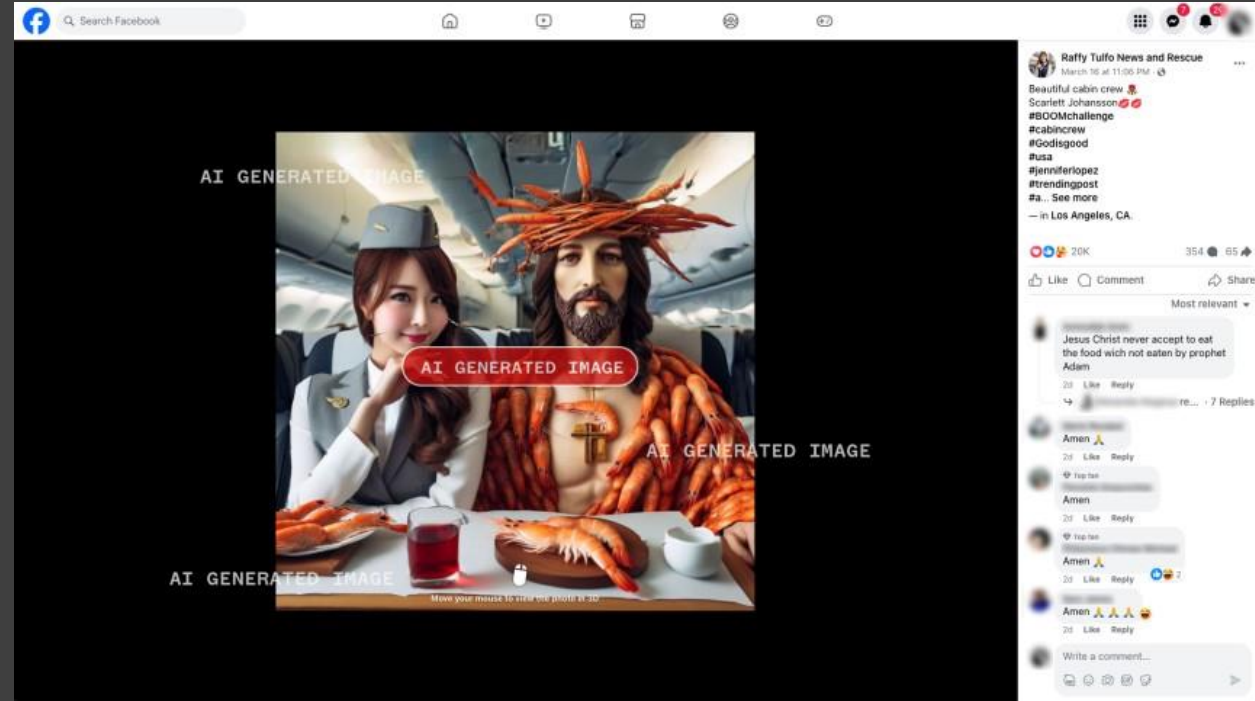 Search Facebook
7
Raffy Tulfo News and Rescue
March 16 at 11:06 PM
Beautiful cabin crew 🌹
Scarlett Johansson💋💋
#BOOMchallenge
#cabincrew
#Godisgood
#usa
#jenniferlopez
#trendingpost
#a... See more
— in Los Angeles, CA.
20K 354 65
Like Comment Share
Most relevant
Jesus Christ never accept to eat
the food wich not eaten by prophet
Adam
2d Like Reply
re... · 7 Replies
Amen 🙏
2d Like Reply
Top fan
Amen
2d Like Reply
Top fan
Amen 🙏
2d Like Reply 2
Amen 🙏🙏🙏😂
2d Like Reply
Write a comment...
AI GENERATED IMAGE
AI GENERATED IMAGE
AI GENERATED IMAGE
AI GENERATED IMAGE
Move your mouse to view the photo in 3D